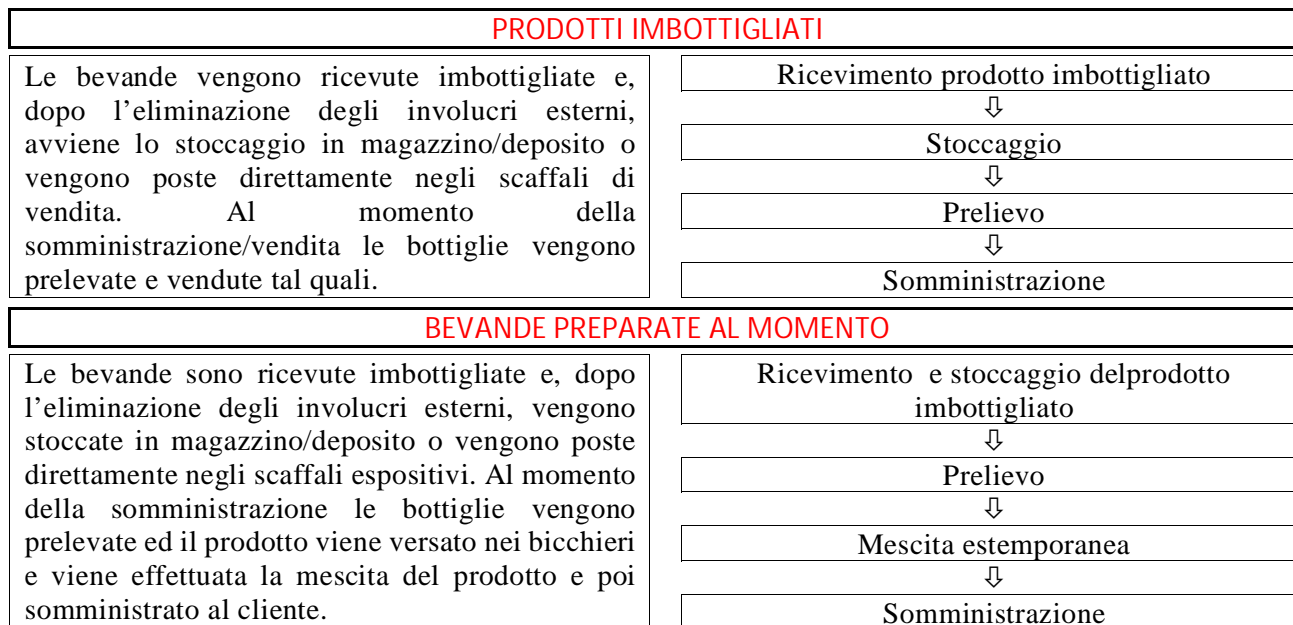 PRODOTTI IMBOTTIGLIATI
Le bevande vengono ricevute imbottigliate e,
dopo l’eliminazione degli involucri esterni,
avviene lo stoccaggio in magazzino/deposito o
vengono poste direttamente negli scaffali di
vendita. Al momento della
somministrazione/vendita le bottiglie vengono
prelevate e vendute tal quali.
Ricevimento prodotto imbottigliato
⇩
Stoccaggio
⇩
Prelievo
⇩
Somministrazione
BEVANDE PREPARATE AL MOMENTO
Le bevande sono ricevute imbottigliate e, dopo
l’eliminazione degli involucri esterni, vengono
stoccate in magazzino/deposito o vengono poste
direttamente negli scaffali espositivi. Al momento
della somministrazione le bottiglie vengono
prelevate ed il prodotto viene versato nei bicchieri
e viene effettuata la mescita del prodotto e poi
somministrato al cliente.
Ricevimento e stoccaggio delprodotto
imbottigliato
⇩
Prelievo
⇩
Mescita estemporanea
⇩
Somministrazione